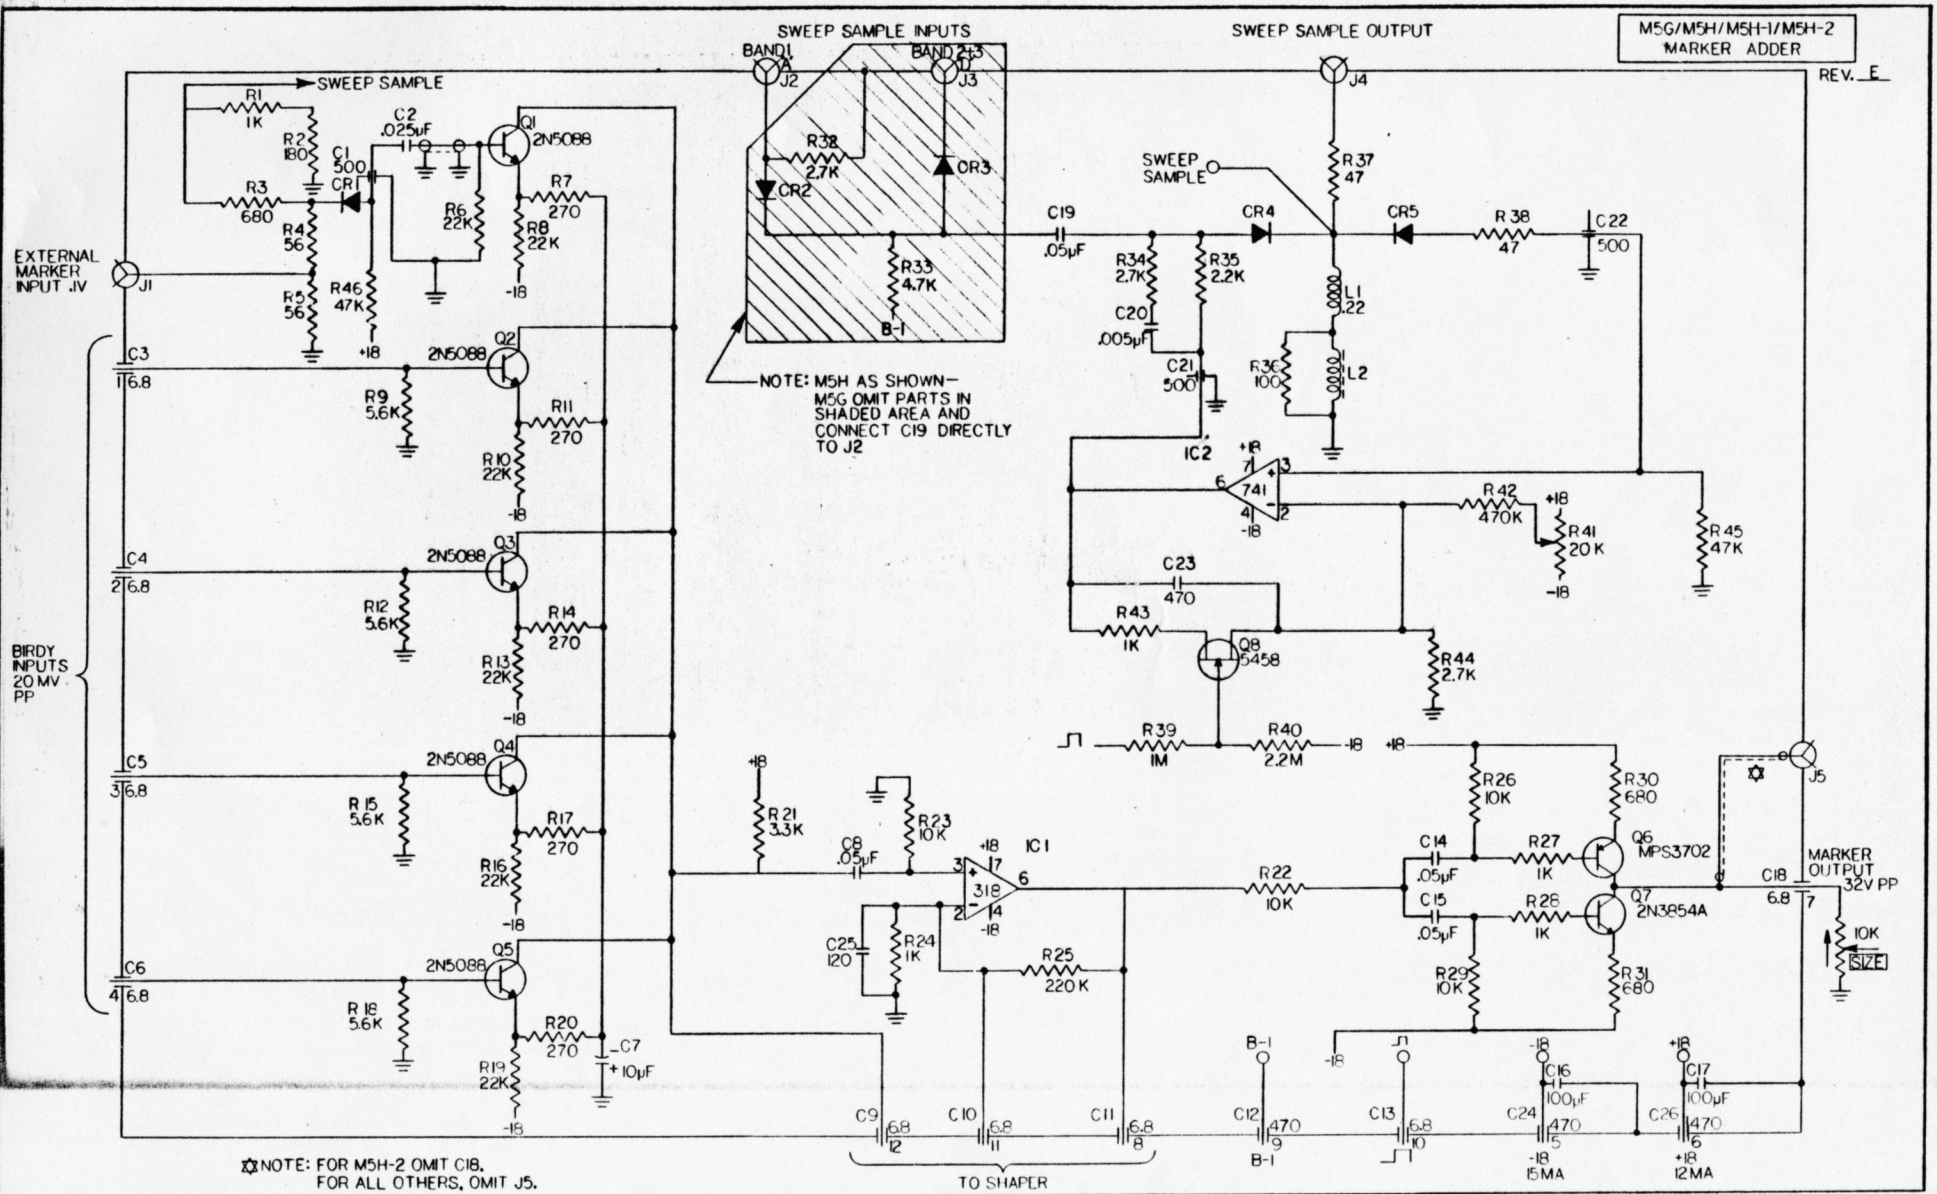 SWEEP SAMPLE INPUTS
SWEEP SAMPLE OUTPUT
M5G/M5H/M5H-1/M5H-2
MARKER ADDER
REV. E
BAND 1,
A
J2
BAND 2+3
J3
J4
SWEEP SAMPLE
R1
1K
R2
180
C1
500
C2
.025µF
Q1
2N5088
R3
680
CR1
R4
56
R5
56
R46
47K
+18
R6
22K
R7
270
R8
22K
-18
EXTERNAL
MARKER
INPUT .1V
J1
R32
2.7K
CR2
CR3
R33
4.7K
B-1
NOTE: M5H AS SHOWN-
M5G OMIT PARTS IN
SHADED AREA AND
CONNECT C19 DIRECTLY
TO J2
SWEEP
SAMPLE
R37
47
C19
.05µF
CR4
CR5
R38
47
C22
500
R34
2.7K
R35
2.2K
C20
.005µF
C21
500
L1
.22
R36
100
L2
IC2
+18
7
3
6
741
4
2
-18
R42
470K
+18
R41
20K
-18
R45
47K
C23
470
R43
1K
Q8
5458
R44
2.7K
R39
1M
R40
2.2M
-18
+18
BIRDY
INPUTS
20 MV
PP
C3
1
6.8
R9
5.6K
Q2
2N5088
R11
270
R10
22K
-18
C4
2
6.8
R12
5.6K
Q3
2N5088
R14
270
R13
22K
-18
C5
3
6.8
R15
5.6K
Q4
2N5088
R17
270
R16
22K
-18
C6
4
6.8
R18
5.6K
Q5
2N5088
R20
270
R19
22K
-18
-C7
+ 10µF
+18
R21
3.3K
C8
.05µF
R23
10K
+18
IC1
3
7
318
6
2
4
-18
C25
120
R24
1K
R25
220K
R22
10K
C14
.05µF
C15
.05µF
R26
10K
R27
1K
R28
1K
R29
10K
R30
680
Q6
MPS3702
Q7
2N3854A
R31
680
-18
J5
MARKER
OUTPUT
32V PP
C18
6.8
7
10K
SIZE
C9
6.8
12
C10
6.8
11
C11
6.8
8
TO SHAPER
B-1
C12
470
9
B-1
C13
6.8
10
-18
C16
100µF
C24
470
5
-18
15MA
+18
C17
100µF
C26
470
6
+18
12MA
NOTE: FOR M5H-2 OMIT C18.
FOR ALL OTHERS, OMIT J5.